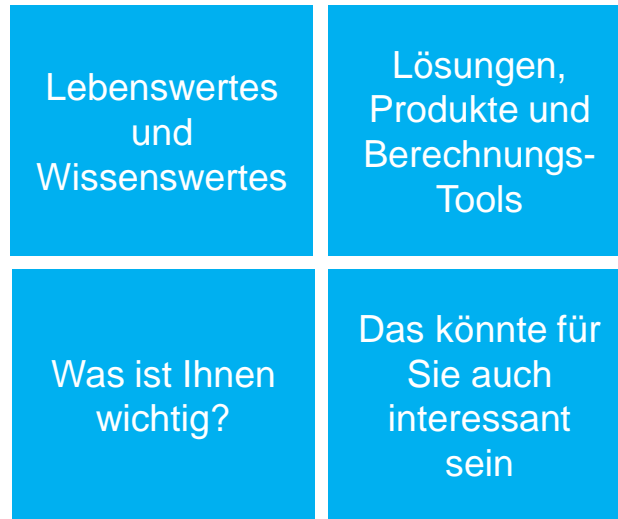 Lebenswertes
und
Wissenswertes
Lösungen,
Produkte und
Berechnungs-
Tools
Was ist Ihnen
wichtig?
Das könnte für
Sie auch
interessant
sein